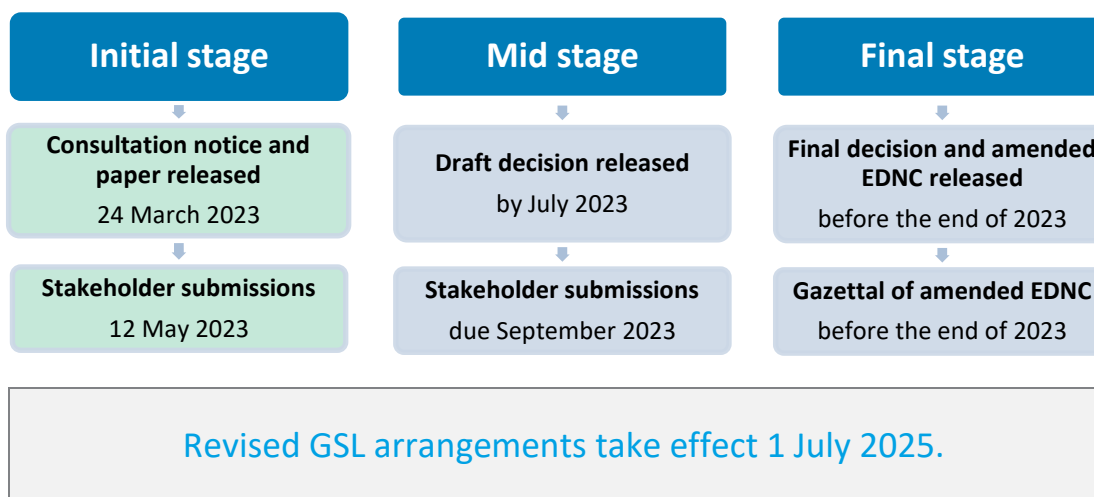 Initial stage
Consultation notice and
paper released
24 March 2023
Stakeholder submissions
12 May 2023
Mid stage
Draft decision released
by July 2023
Stakeholder submissions
due September 2023
Final stage
Final decision and amended
EDNC released
before the end of 2023
Gazettal of amended EDNC
before the end of 2023
Revised GSL arrangements take effect 1 July 2025.